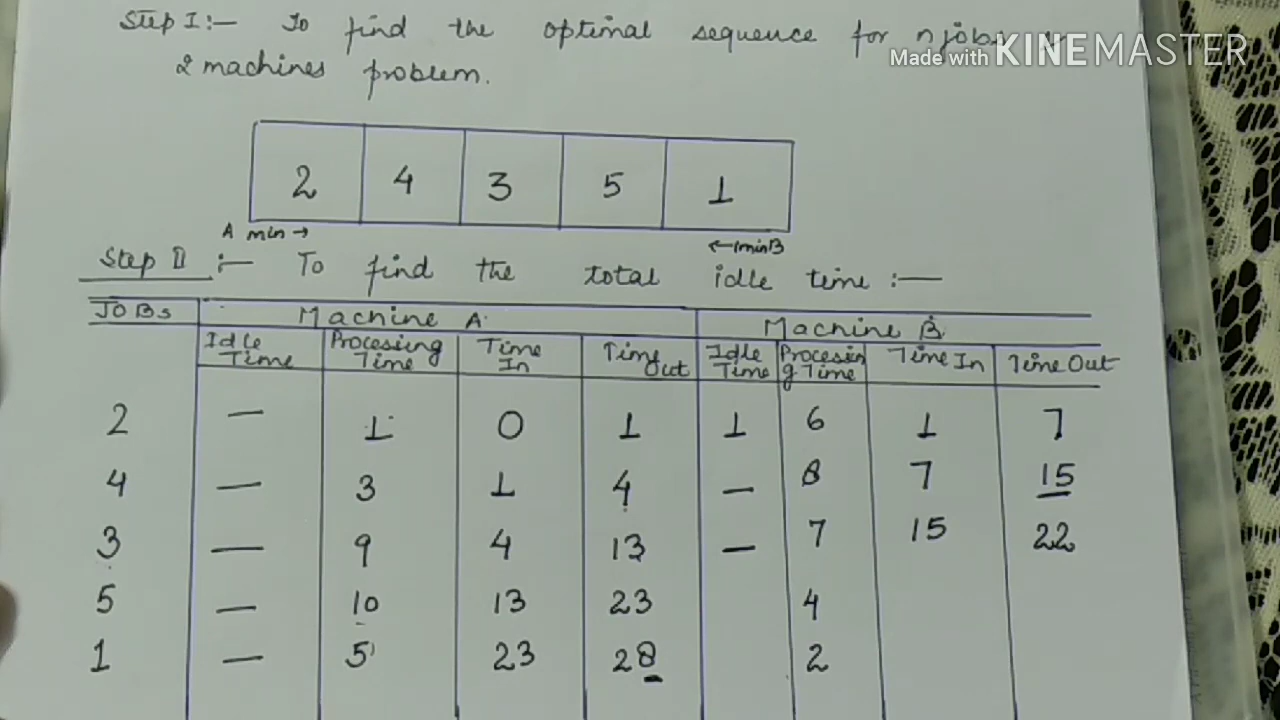 Step I:— To find the optimal sequence for n jobs
2 machines problem.
Made with KINEMASTER
2 4 3 5 1
A min→ ←minB
Step II :— To find the total idle time :—
JOBs Machine A Machine B
Idle Time Procesing Time Time In Time Out Idle Time Procesing Time Time In Time Out
2 — 1 0 1 1 6 1 7
4 — 3 1 4 — 8 7 15
3 — 9 4 13 — 7 15 22
5 — 10 13 23 4
1 — 5 23 28 2